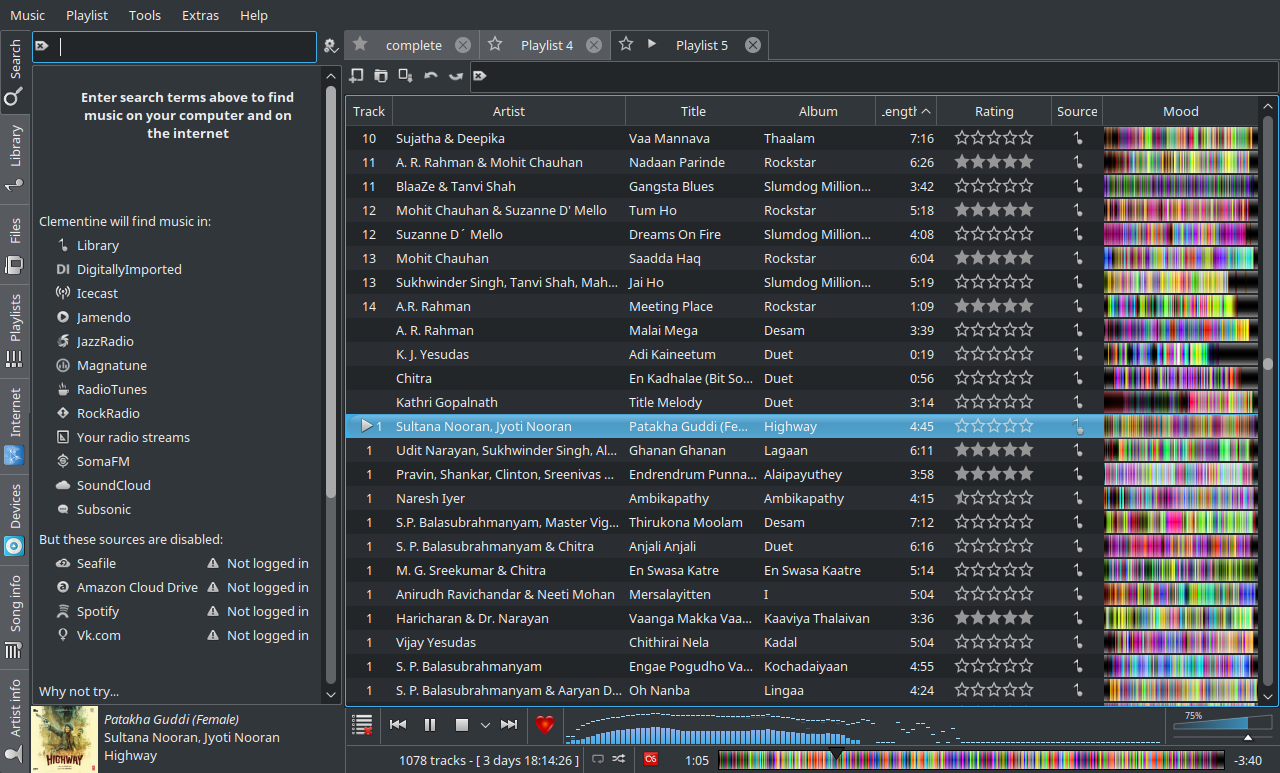 Music Playlist Tools Extras Help
Search
Library
Files
Playlists
Internet
Devices
Song info
Artist info
Enter search terms above to find
music on your computer and on
the internet
Clementine will find music in:
Library
DI DigitallyImported
Icecast
Jamendo
JazzRadio
Magnatune
RadioTunes
RockRadio
Your radio streams
SomaFM
SoundCloud
Subsonic
But these sources are disabled:
Seafile Not logged in
Amazon Cloud Drive Not logged in
Spotify Not logged in
Vk.com Not logged in
Why not try...
complete Playlist 4 Playlist 5
Track Artist Title Album .ength Rating Source Mood
10 Sujatha & Deepika Vaa Mannava Thaalam 7:16
11 A. R. Rahman & Mohit Chauhan Nadaan Parinde Rockstar 6:26
11 BlaaZe & Tanvi Shah Gangsta Blues Slumdog Million... 3:42
12 Mohit Chauhan & Suzanne D' Mello Tum Ho Rockstar 5:18
12 Suzanne D´ Mello Dreams On Fire Slumdog Million... 4:08
13 Mohit Chauhan Saadda Haq Rockstar 6:04
13 Sukhwinder Singh, Tanvi Shah, Mah... Jai Ho Slumdog Million... 5:19
14 A.R. Rahman Meeting Place Rockstar 1:09
A. R. Rahman Malai Mega Desam 3:39
K. J. Yesudas Adi Kaineetum Duet 0:19
Chitra En Kadhalae (Bit So... Duet 0:56
Kathri Gopalnath Title Melody Duet 3:14
1 Sultana Nooran, Jyoti Nooran Patakha Guddi (Fe... Highway 4:45
1 Udit Narayan, Sukhwinder Singh, Al... Ghanan Ghanan Lagaan 6:11
1 Pravin, Shankar, Clinton, Sreenivas ... Endrendrum Punna... Alaipayuthey 3:58
1 Naresh Iyer Ambikapathy Ambikapathy 4:15
1 S.P. Balasubrahmanyam, Master Vig... Thirukona Moolam Desam 7:12
1 S. P. Balasubrahmanyam & Chitra Anjali Anjali Duet 6:16
1 M. G. Sreekumar & Chitra En Swasa Katre En Swasa Kaatre 5:14
1 Anirudh Ravichandar & Neeti Mohan Mersalayitten I 5:04
1 Haricharan & Dr. Narayan Vaanga Makka Vaa... Kaaviya Thalaivan 3:36
1 Vijay Yesudas Chithirai Nela Kadal 5:04
1 S. P. Balasubrahmanyam Engae Pogudho Va... Kochadaiyaan 4:55
1 S. P. Balasubrahmanyam & Aaryan D... Oh Nanba Lingaa 4:24
HIGHWAY
Patakha Guddi (Female)
Sultana Nooran, Jyoti Nooran
Highway
75%
1078 tracks - [ 3 days 18:14:26 ] 1:05 -3:40